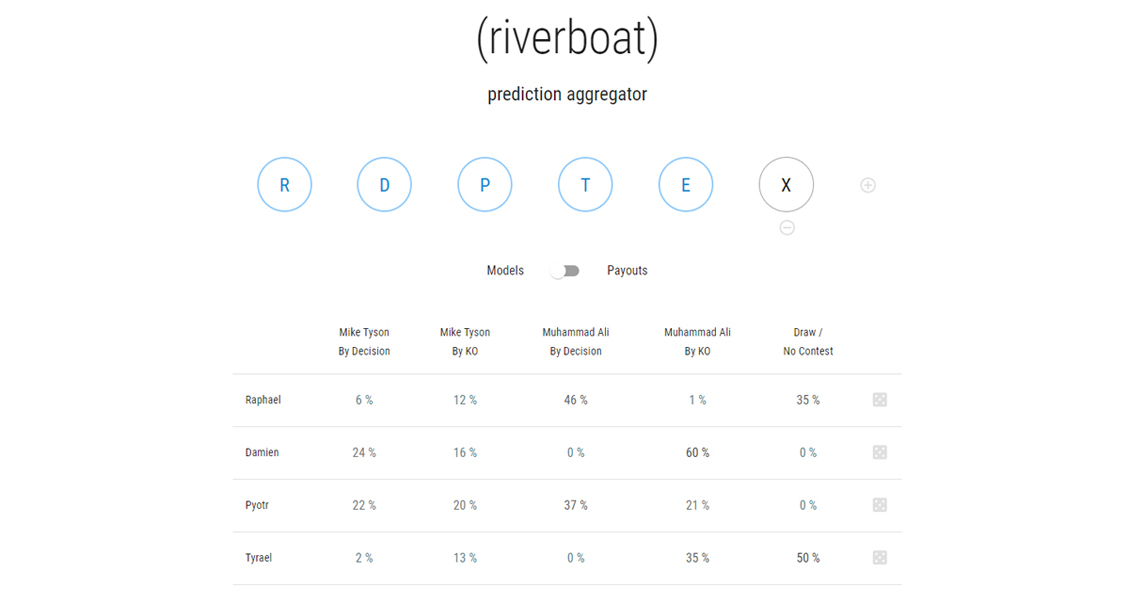 (riverboat)
prediction aggregator
R D P T E X
Models Payouts
Mike Tyson Mike Tyson Muhammad Ali Muhammad Ali Draw /
By Decision By KO By Decision By KO No Contest
Raphael 6 % 12 % 46 % 1 % 35 %
Damien 24 % 16 % 0 % 60 % 0 %
Pyotr 22 % 20 % 37 % 21 % 0 %
Tyrael 2 % 13 % 0 % 35 % 50 %